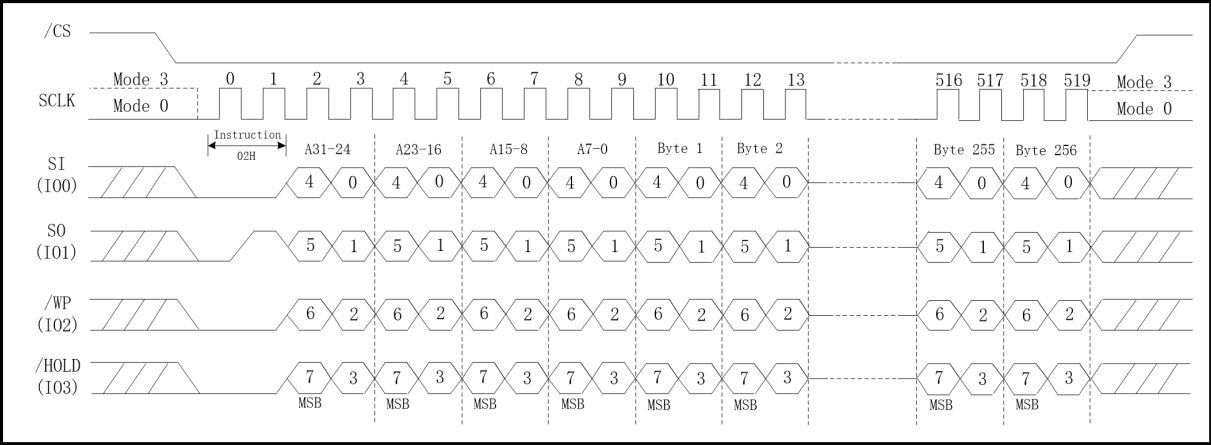 /CS
Mode 3 0 1 2 3 4 5 6 7 8 9 10 11 12 13 516 517 518 519 Mode 3
SCLK Mode 0 Mode 0
Instruction
02H A31-24 A23-16 A15-8 A7-0 Byte 1 Byte 2 Byte 255 Byte 256
SI
(IO0) 4 0 4 0 4 0 4 0 4 0 4 0 4 0 4 0
SO
(IO1) 5 1 5 1 5 1 5 1 5 1 5 1 5 1 5 1
/WP
(IO2) 6 2 6 2 6 2 6 2 6 2 6 2 6 2 6 2
/HOLD
(IO3) 7 3 7 3 7 3 7 3 7 3 7 3 7 3 7 3
MSB MSB MSB MSB MSB MSB MSB MSB